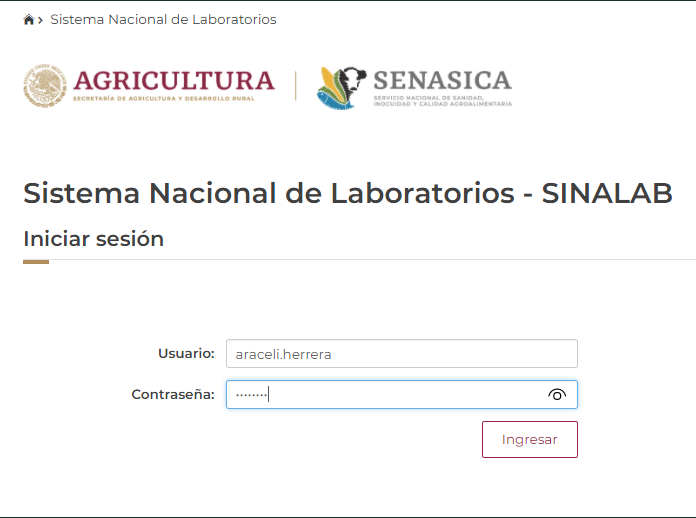 Sistema Nacional de Laboratorios
AGRICULTURA
SECRETARÍA DE AGRICULTURA Y DESARROLLO RURAL
SENASICA
SERVICIO NACIONAL DE SANIDAD,
INOCUIDAD Y CALIDAD AGROALIMENTARIA
Sistema Nacional de Laboratorios - SINALAB
Iniciar sesión
Usuario: araceli.herrera
Contraseña: ••••••••
Ingresar